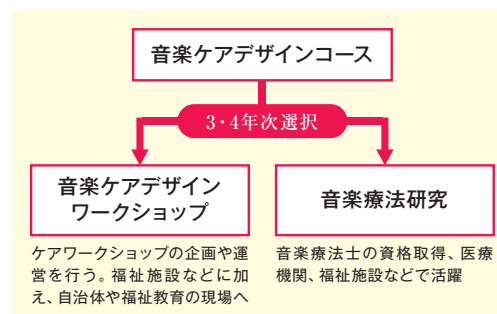 音楽ケアデザインコース
3・4年次選択
音楽ケアデザイン
ワークショップ
ケアワークショップの企画や運
営を行う。福祉施設などに加
え、自治体や福祉教育の現場へ
音楽療法研究
音楽療法士の資格取得、医療
機関、福祉施設などで活躍